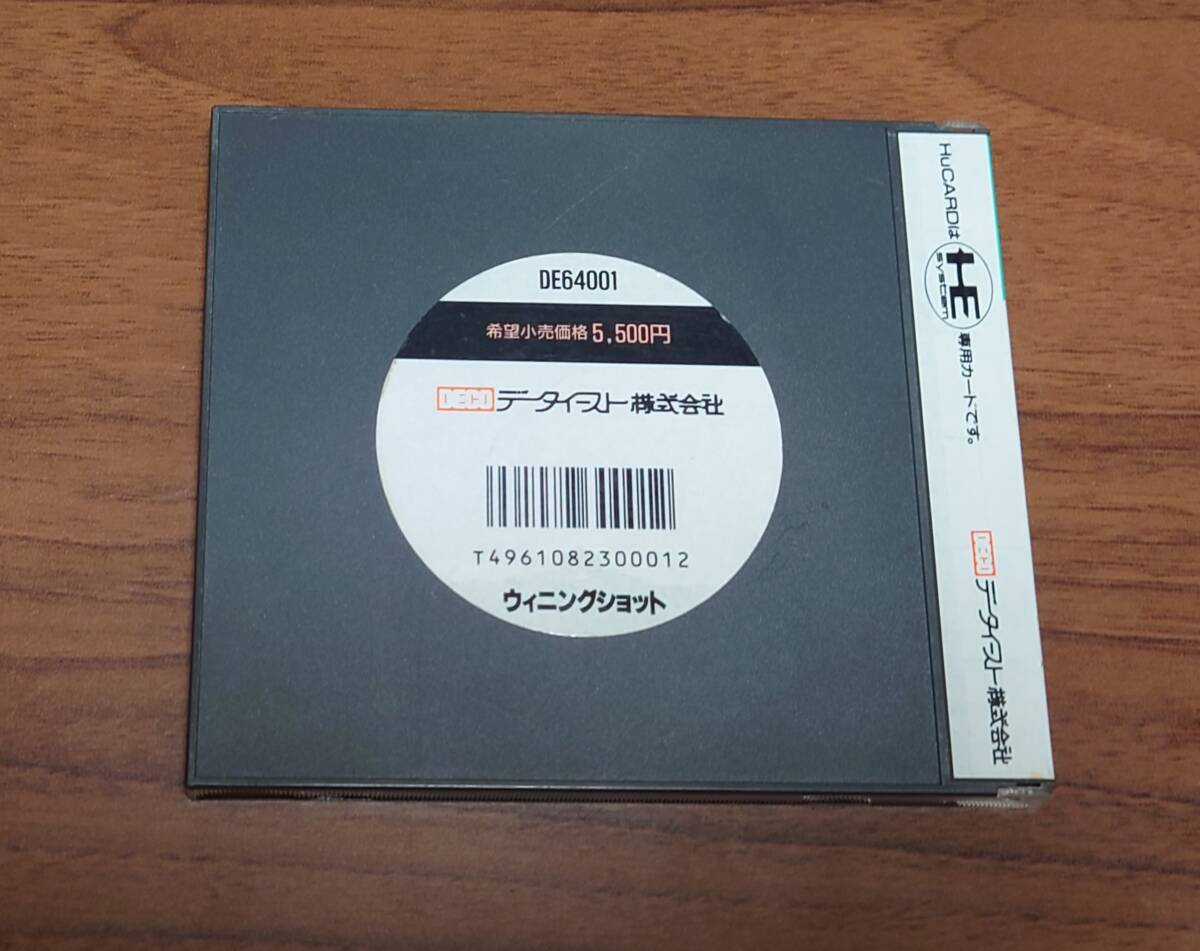 DE64001
希望小売価格 5,500円
DECO データイースト株式会社
T4961082300012
ウィニングショット
HuCARDは HE system 専用カードです。
DECO データイースト株式会社